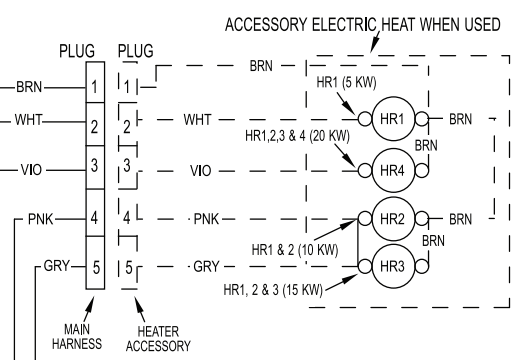 ACCESSORY ELECTRIC HEAT WHEN USED
PLUG PLUG
BRN
HR1 (5 KW)
BRN 1 1
WHT 2 2 WHT HR1 BRN
HR1,2,3 & 4 (20 KW) BRN
VIO 3 3 VIO HR4
PNK 4 4 PNK HR2 BRN
HR1 & 2 (10 KW) BRN
GRY 5 5 GRY HR3
HR1, 2 & 3 (15 KW)
MAIN
HARNESS
HEATER
ACCESSORY